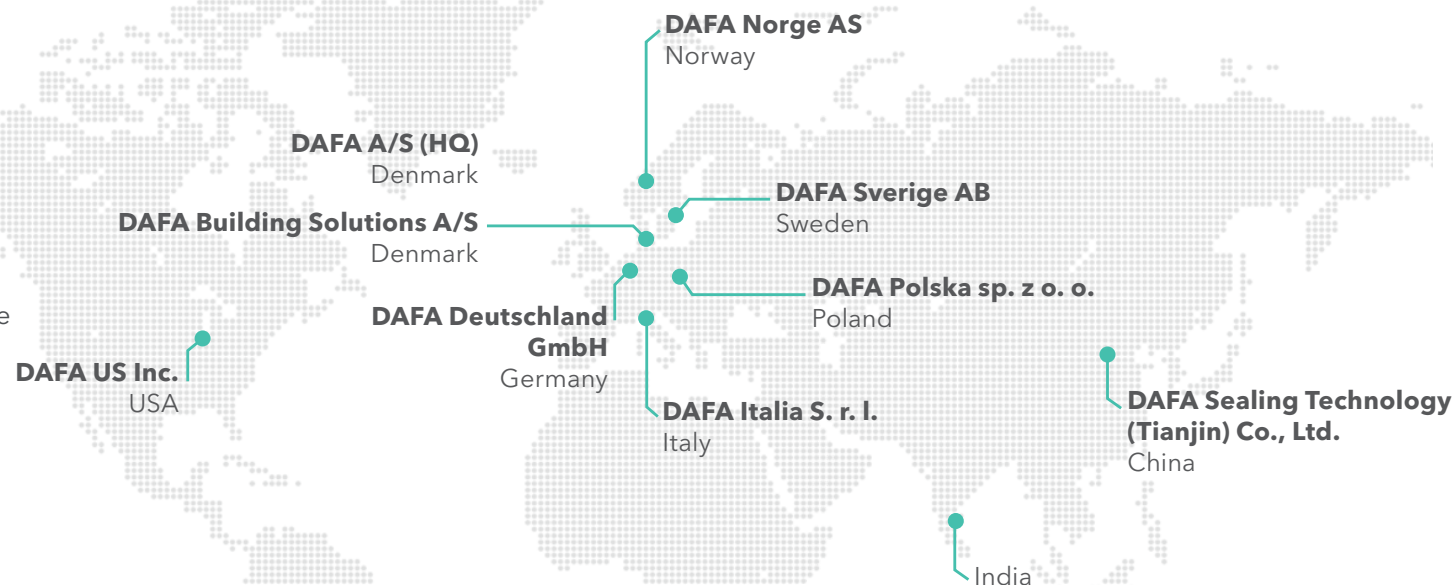 DAFA Norge AS
Norway
DAFA A/S (HQ)
Denmark
DAFA Sverige AB
Sweden
DAFA Building Solutions A/S
Denmark
DAFA Polska sp. z o. o.
Poland
e
DAFA Deutschland
GmbH
Germany
DAFA US Inc.
USA
DAFA Italia S. r. l.
Italy
DAFA Sealing Technology
(Tianjin) Co., Ltd.
China
India